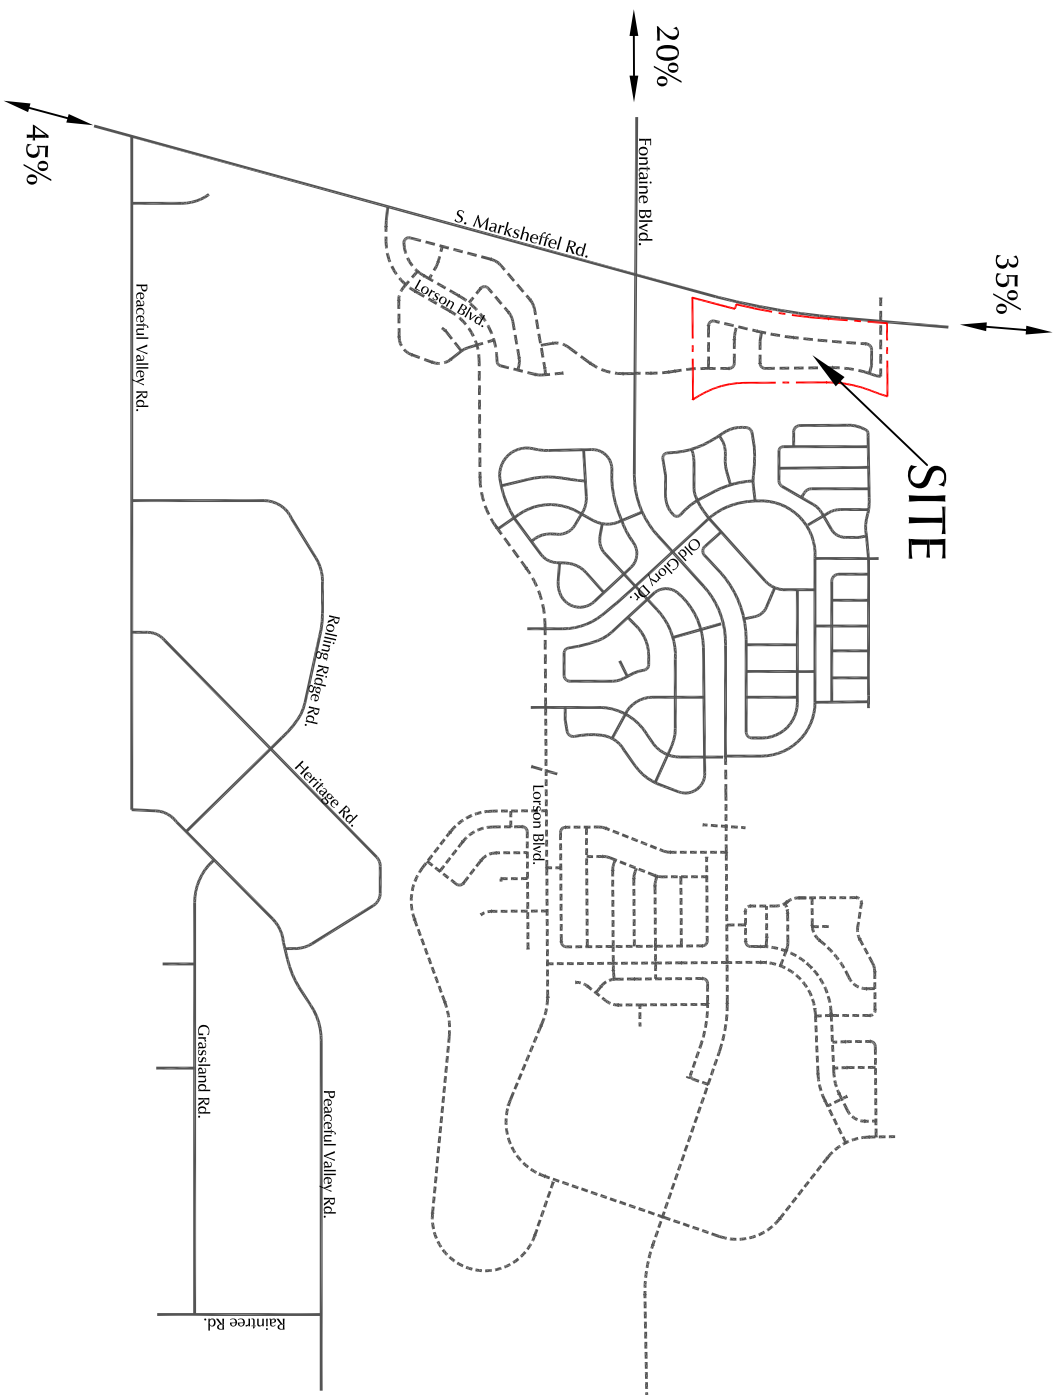 20%
45%
Fontaine Blvd.
S. Marksheffel Rd.
35%
Lorson Blvd.
Peaceful Valley Rd.
SITE
Old Glory Dr.
Rolling Ridge Rd.
Heritage Rd.
Lorson Blvd.
Grassland Rd.
Peaceful Valley Rd.
Raintree Rd.